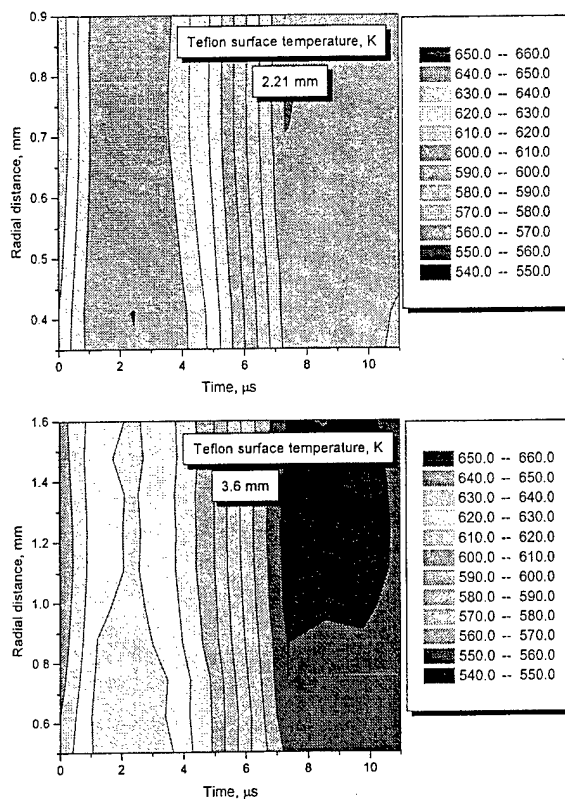 0.9
0.8
0.7
0.6
0.5
0.4
Radial distance, mm
Teflon surface temperature, K
2.21 mm
0
2
4
6
8
10
Time, μs
650.0 -- 660.0
640.0 -- 650.0
630.0 -- 640.0
620.0 -- 630.0
610.0 -- 620.0
600.0 -- 610.0
590.0 -- 600.0
580.0 -- 590.0
570.0 -- 580.0
560.0 -- 570.0
550.0 -- 560.0
540.0 -- 550.0
1.6
1.4
1.2
1.0
0.8
0.6
Radial distance, mm
Teflon surface temperature, K
3.6 mm
0
2
4
6
8
10
Time, μs
650.0 -- 660.0
640.0 -- 650.0
630.0 -- 640.0
620.0 -- 630.0
610.0 -- 620.0
600.0 -- 610.0
590.0 -- 600.0
580.0 -- 590.0
570.0 -- 580.0
560.0 -- 570.0
550.0 -- 560.0
540.0 -- 550.0